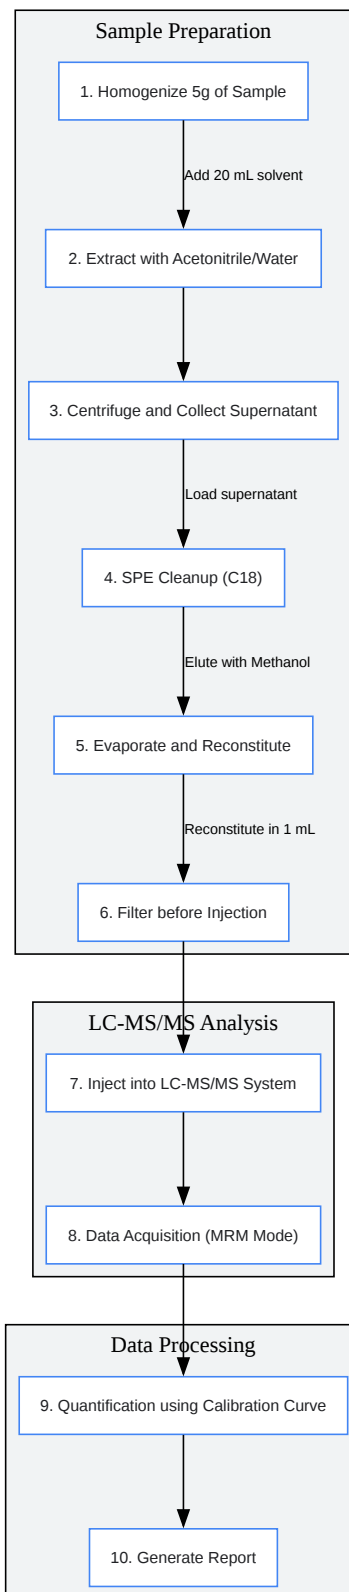 Sample Preparation
1. Homogenize 5g of Sample
Add 20 mL solvent
2. Extract with Acetonitrile/Water
3. Centrifuge and Collect Supernatant
Load supernatant
4. SPE Cleanup (C18)
Elute with Methanol
5. Evaporate and Reconstitute
Reconstitute in 1 mL
6. Filter before Injection
LC-MS/MS Analysis
7. Inject into LC-MS/MS System
8. Data Acquisition (MRM Mode)
Data Processing
9. Quantification using Calibration Curve
10. Generate Report